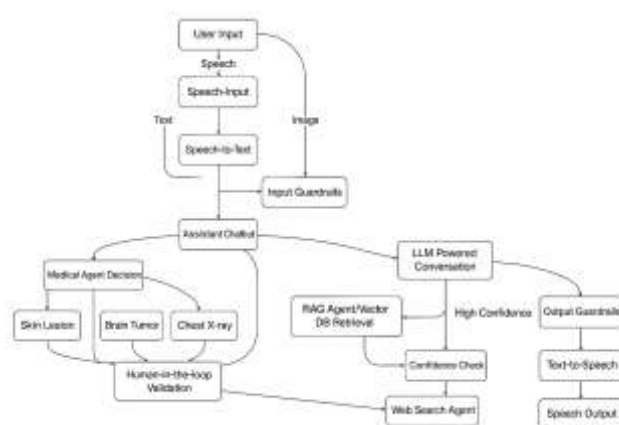 User Input
Speech
Speech-Input
Text
Image
Speech-to-Text
Input Guardrails
Assistant Chatbot
Medical Agent Decision
LLM Powered
Conversation
Skin Lesion
Brain Tumor
Chest X-ray
RAG Agent/Vector
DB Retrieval
High Confidence
Output Guardrails
Human-in-the-loop
Validation
Confidence Check
Text-to-Speech
Web Search Agent
Speech Output